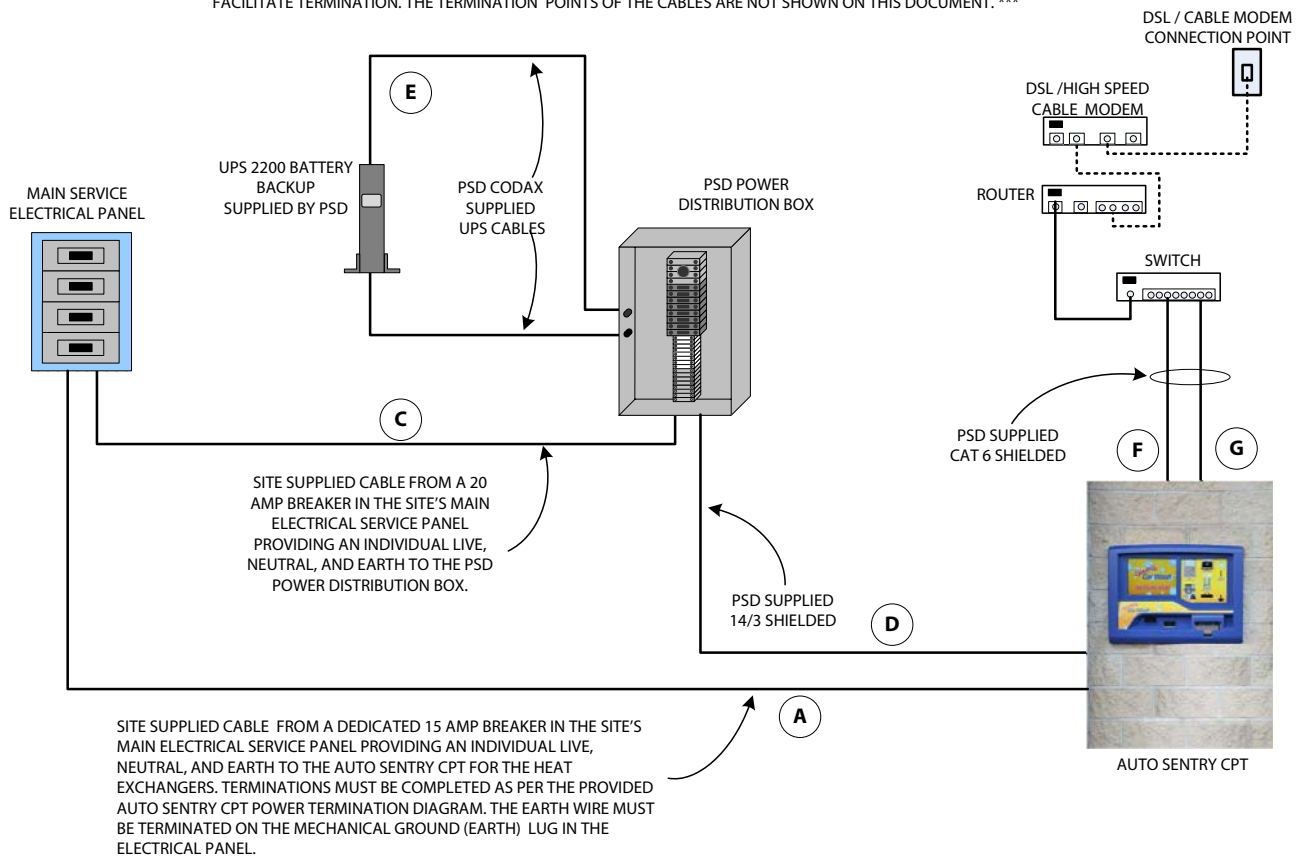 FACILITATE TERMINATION. THE TERMINATION POINTS OF THE CABLES ARE NOT SHOWN ON THIS DOCUMENT. ***
DSL / CABLE MODEM
CONNECTION POINT
E
DSL /HIGH SPEED
CABLE MODEM
UPS 2200 BATTERY
BACKUP
SUPPLIED BY PSD
PSD CODAX
SUPPLIED
UPS CABLES
PSD POWER
DISTRIBUTION BOX
MAIN SERVICE
ELECTRICAL PANEL
ROUTER
SWITCH
C
PSD SUPPLIED
CAT 6 SHIELDED
F
G
SITE SUPPLIED CABLE FROM A 20
AMP BREAKER IN THE SITE'S MAIN
ELECTRICAL SERVICE PANEL
PROVIDING AN INDIVIDUAL LIVE,
NEUTRAL, AND EARTH TO THE PSD
POWER DISTRIBUTION BOX.
PSD SUPPLIED
14/3 SHIELDED
D
A
SITE SUPPLIED CABLE FROM A DEDICATED 15 AMP BREAKER IN THE SITE'S
MAIN ELECTRICAL SERVICE PANEL PROVIDING AN INDIVIDUAL LIVE,
NEUTRAL, AND EARTH TO THE AUTO SENTRY CPT FOR THE HEAT
EXCHANGERS. TERMINATIONS MUST BE COMPLETED AS PER THE PROVIDED
AUTO SENTRY CPT POWER TERMINATION DIAGRAM. THE EARTH WIRE MUST
BE TERMINATED ON THE MECHANICAL GROUND (EARTH) LUG IN THE
ELECTRICAL PANEL.
AUTO SENTRY CPT